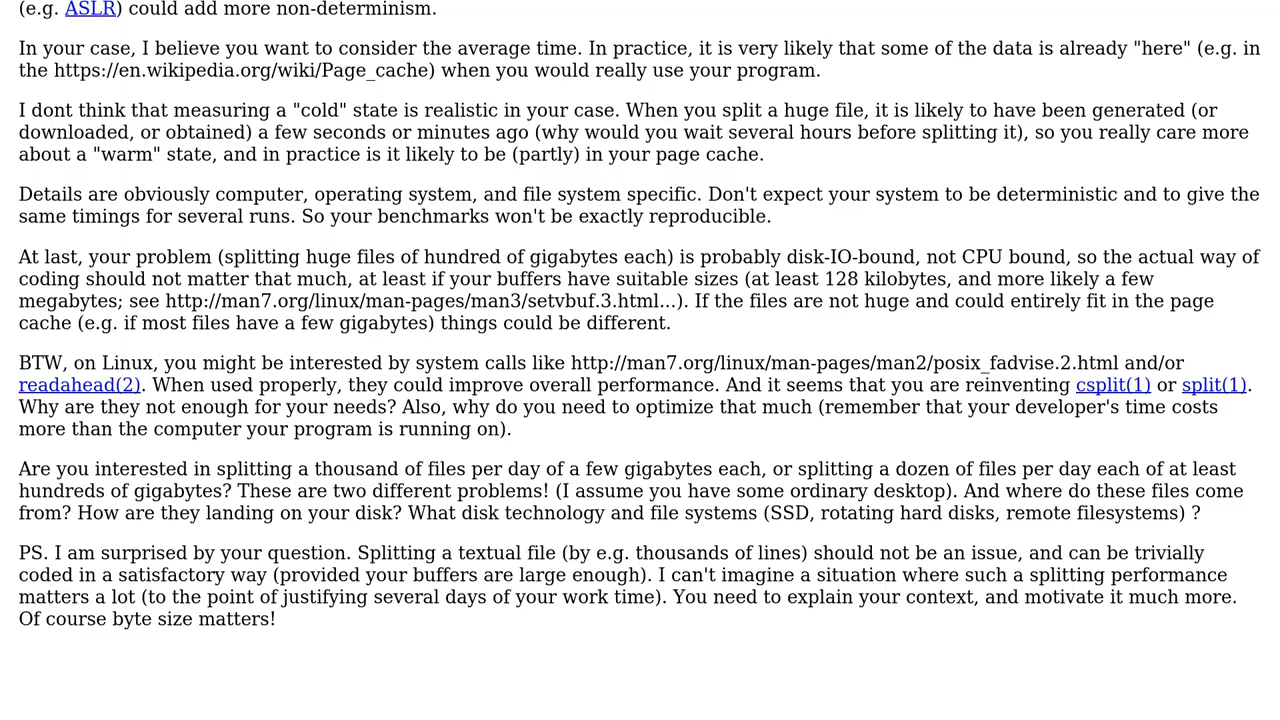 (e.g. ASLR) could add more non-determinism.
In your case, I believe you want to consider the average time. In practice, it is very likely that some of the data is already "here" (e.g. in
the https://en.wikipedia.org/wiki/Page_cache) when you would really use your program.
I dont think that measuring a "cold" state is realistic in your case. When you split a huge file, it is likely to have been generated (or
downloaded, or obtained) a few seconds or minutes ago (why would you wait several hours before splitting it), so you really care more
about a "warm" state, and in practice is it likely to be (partly) in your page cache.
Details are obviously computer, operating system, and file system specific. Don't expect your system to be deterministic and to give the
same timings for several runs. So your benchmarks won't be exactly reproducible.
At last, your problem (splitting huge files of hundred of gigabytes each) is probably disk-IO-bound, not CPU bound, so the actual way of
coding should not matter that much, at least if your buffers have suitable sizes (at least 128 kilobytes, and more likely a few
megabytes; see http://man7.org/linux/man-pages/man3/setvbuf.3.html...). If the files are not huge and could entirely fit in the page
cache (e.g. if most files have a few gigabytes) things could be different.
BTW, on Linux, you might be interested by system calls like http://man7.org/linux/man-pages/man2/posix_fadvise.2.html and/or
readahead(2). When used properly, they could improve overall performance. And it seems that you are reinventing csplit(1) or split(1).
Why are they not enough for your needs? Also, why do you need to optimize that much (remember that your developer's time costs
more than the computer your program is running on).
Are you interested in splitting a thousand of files per day of a few gigabytes each, or splitting a dozen of files per day each of at least
hundreds of gigabytes? These are two different problems! (I assume you have some ordinary desktop). And where do these files come
from? How are they landing on your disk? What disk technology and file systems (SSD, rotating hard disks, remote filesystems) ?
PS. I am surprised by your question. Splitting a textual file (by e.g. thousands of lines) should not be an issue, and can be trivially
coded in a satisfactory way (provided your buffers are large enough). I can't imagine a situation where such a splitting performance
matters a lot (to the point of justifying several days of your work time). You need to explain your context, and motivate it much more.
Of course byte size matters!